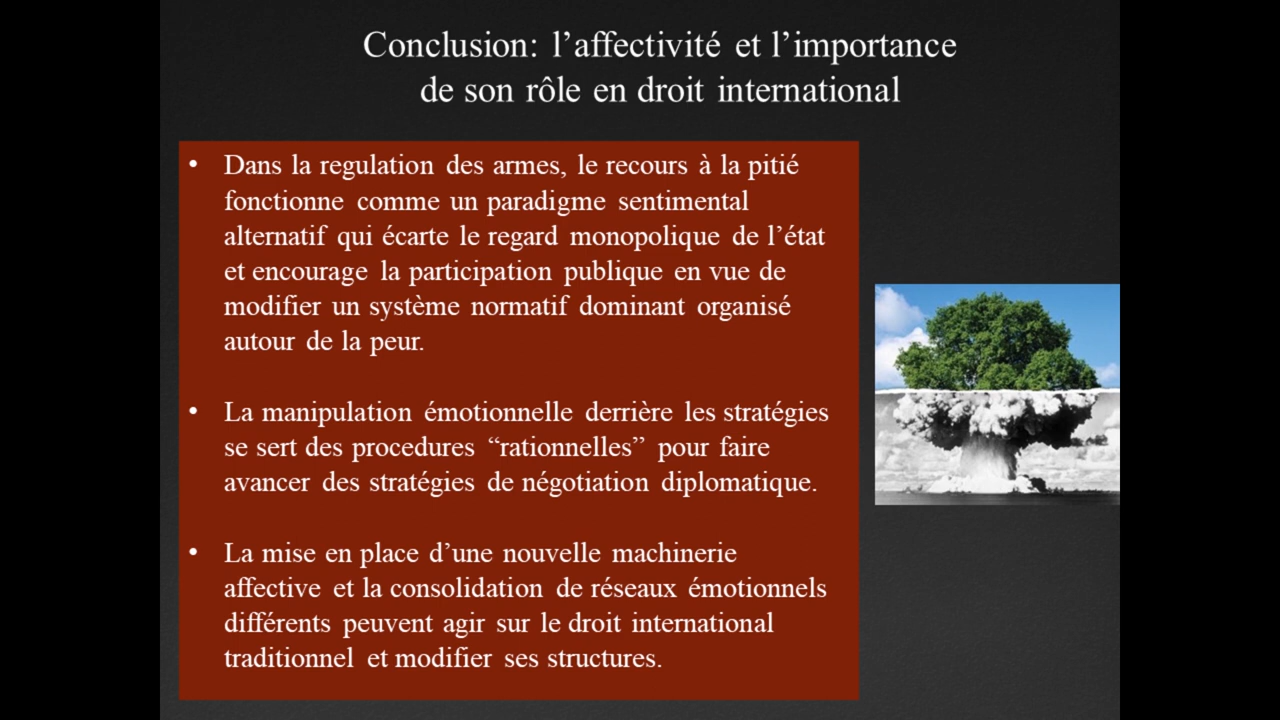 Conclusion: l’affectivité et l’importance
de son rôle en droit international
• Dans la regulation des armes, le recours à la pitié
fonctionne comme un paradigme sentimental
alternatif qui écarte le regard monopolique de l’état
et encourage la participation publique en vue de
modifier un système normatif dominant organisé
autour de la peur.
• La manipulation émotionnelle derrière les stratégies
se sert des procedures “rationnelles” pour faire
avancer des stratégies de négotiation diplomatique.
• La mise en place d’une nouvelle machinerie
affective et la consolidation de réseaux émotionnels
différents peuvent agir sur le droit international
traditionnel et modifier ses structures.